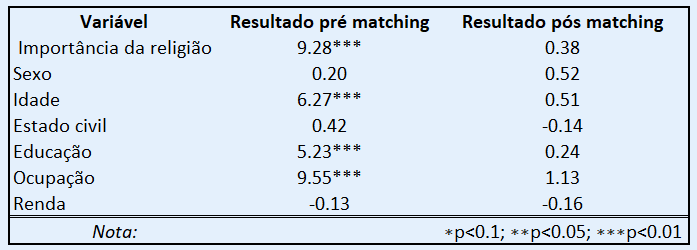 Variável Resultado pré matching Resultado pós matching
Importância da religião 9.28*** 0.38
Sexo 0.20 0.52
Idade 6.27*** 0.51
Estado civil 0.42 -0.14
Educação 5.23*** 0.24
Ocupação 9.55*** 1.13
Renda -0.13 -0.16
Nota: *p<0.1; **p<0.05; ***p<0.01